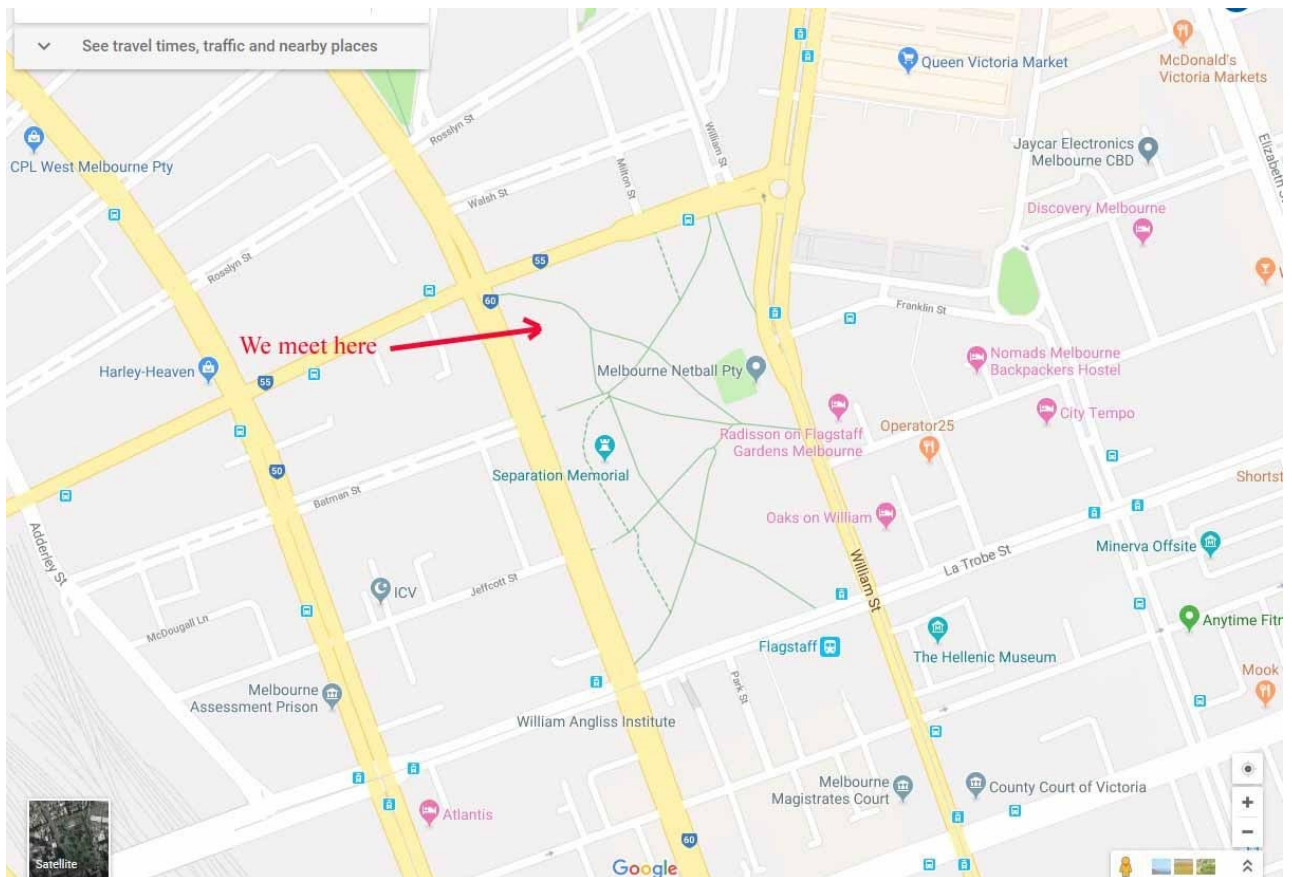 See travel times, traffic and nearby places
Queen Victoria Market
McDonald's
Victoria Markets
CPL West Melbourne Pty
Rosslyn St
William St
Milton St
Walsh St
Jaycar Electronics
Melbourne CBD
Elizabeth
Discovery Melbourne
Rosslyn St
55
60
Franklin St
We meet here
Harley-Heaven
55
Melbourne Netball Pty
Nomads Melbourne
Backpackers Hostel
City Tempo
Radisson on Flagstaff
Gardens Melbourne
Operator25
50
Separation Memorial
Batman St
Shortst
Oaks on William
Adderley St
Minerva Offsite
La Trobe St
William St
ICV
Jeffcott St
McDougall Ln
Anytime Fitr
Flagstaff
The Hellenic Museum
Melbourne
Assessment Prison
Park St
Mook
William Angliss Institute
Melbourne
Magistrates Court
County Court of Victoria
Atlantis
60
Satellite
Google